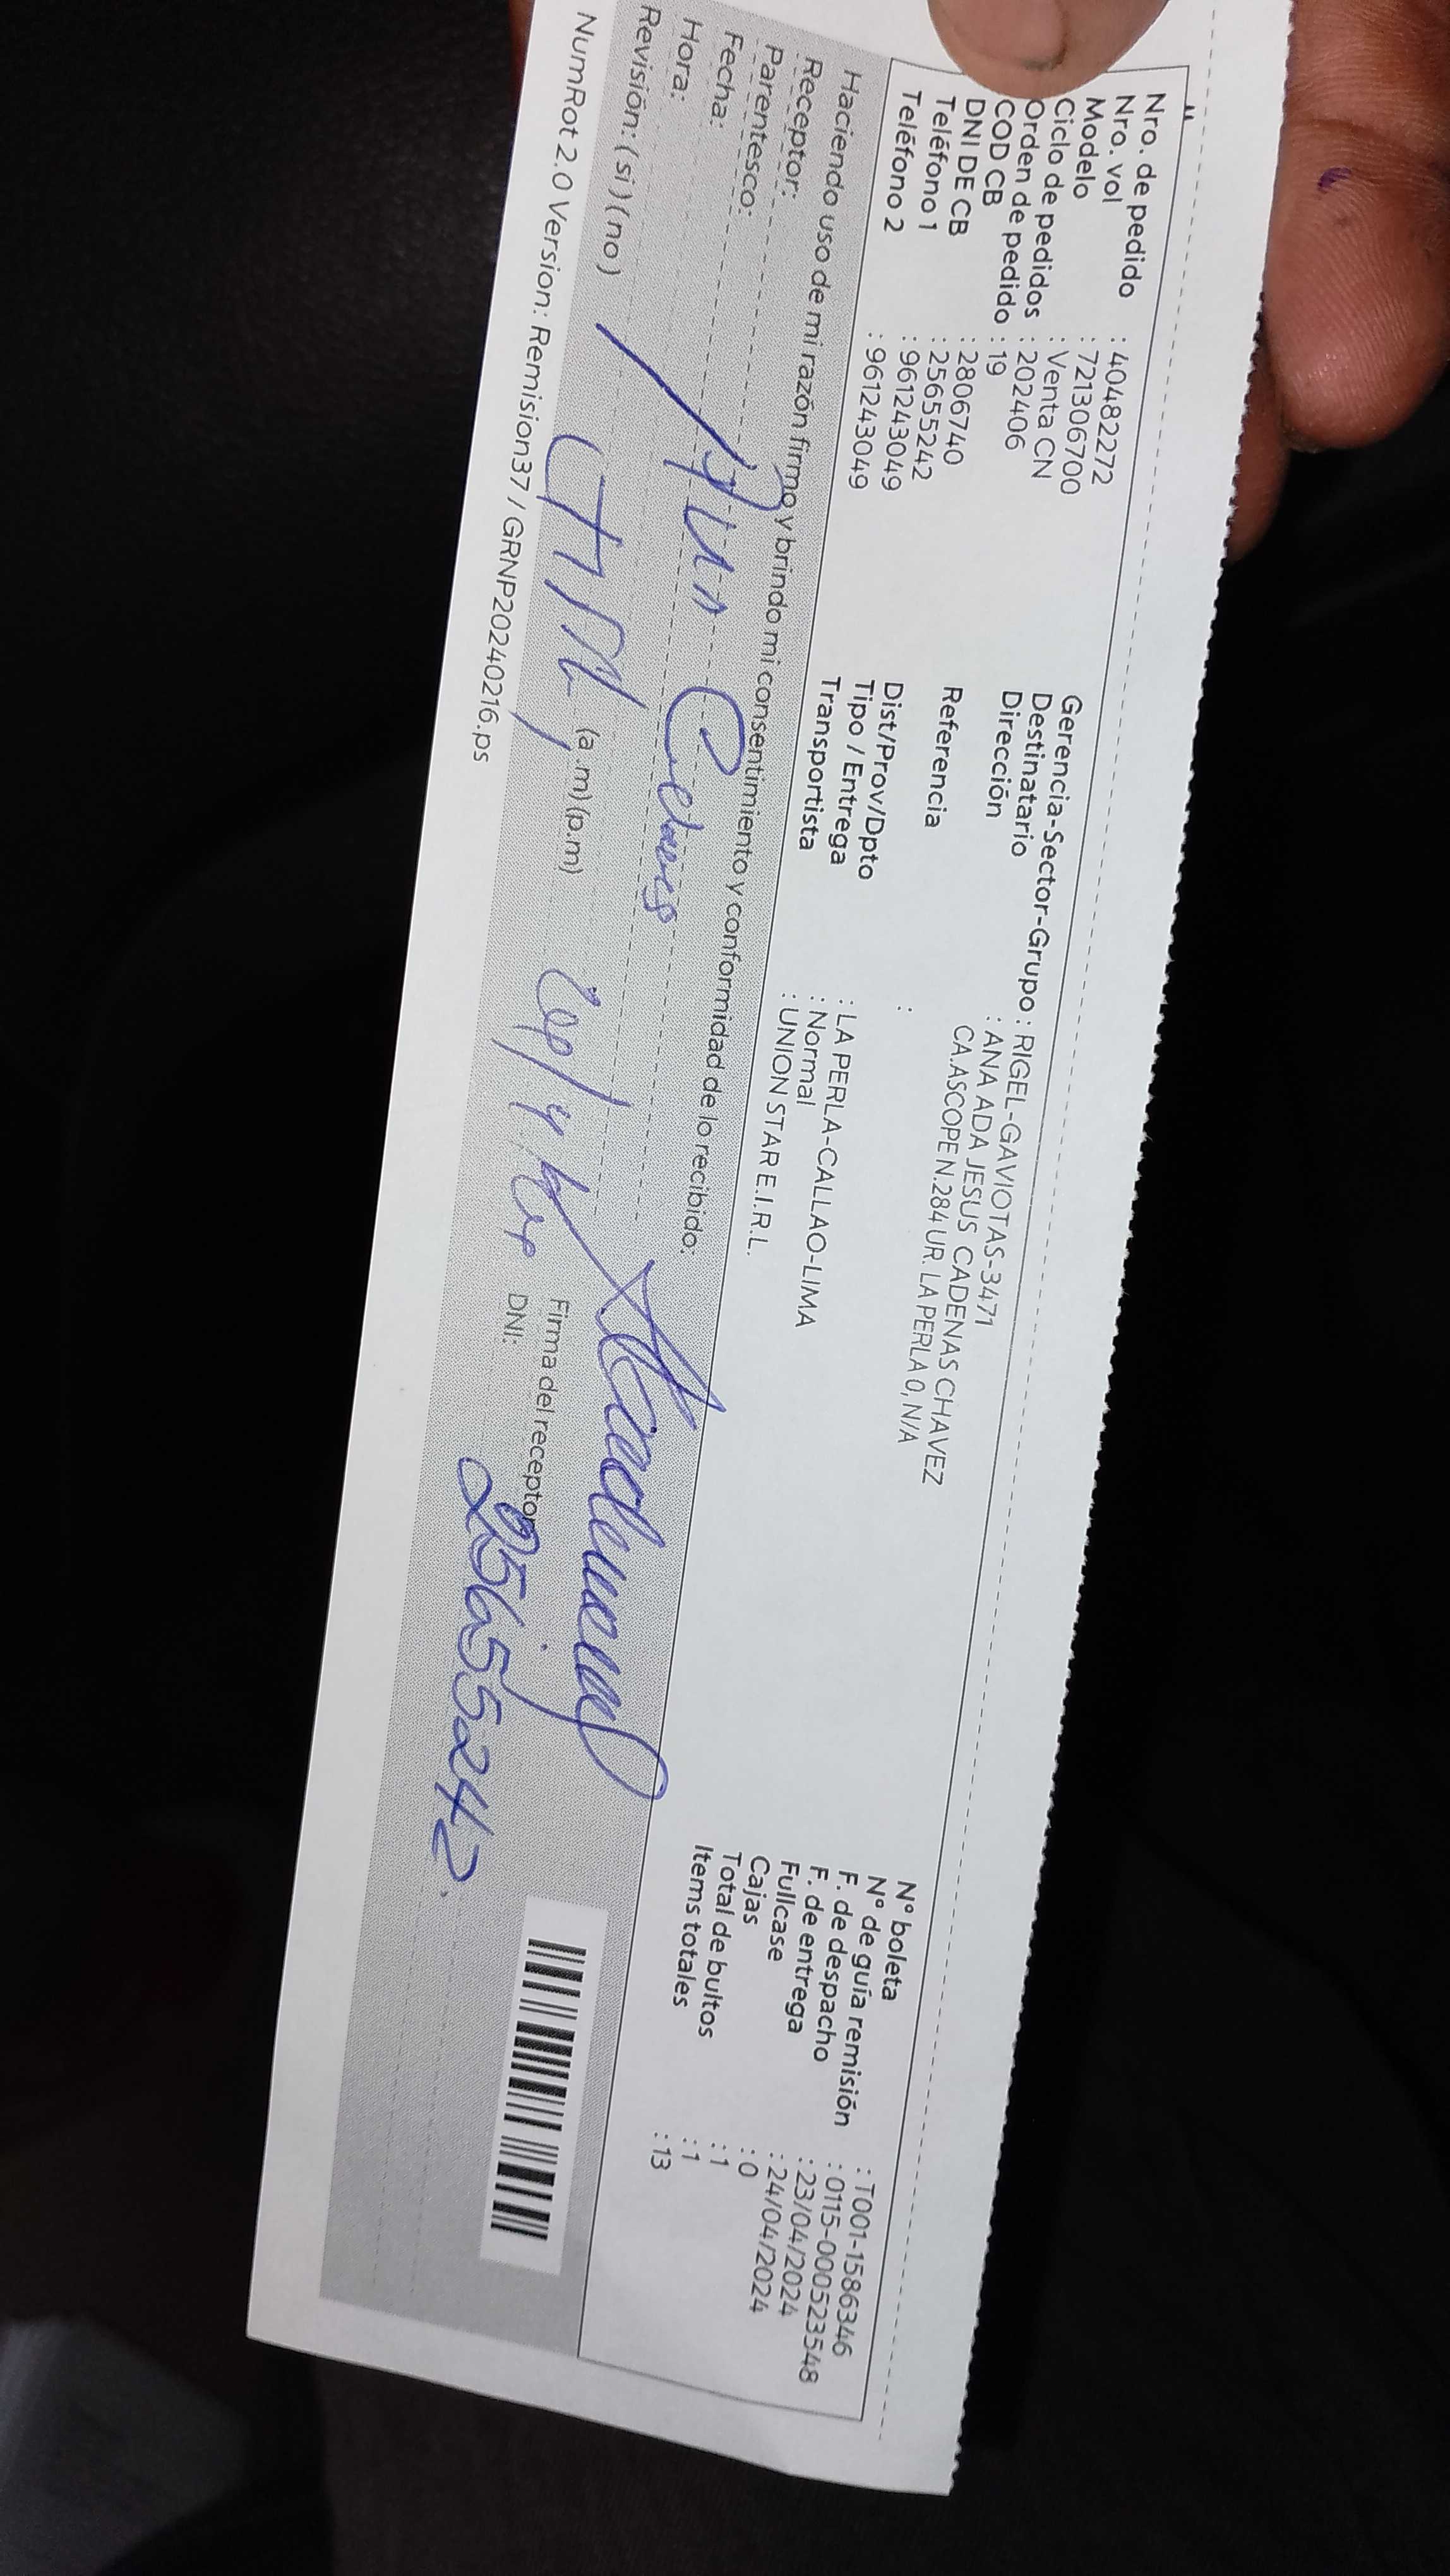 Nro. de pedido : 40482272
Nro. vol : 721306700
Modelo : Venta CN
Ciclo de pedidos : 202406
Orden de pedido : 19
COD CB : 2806740
DNI DE CB : 25655242
Teléfono 1 : 961243049
Teléfono 2 : 961243049
Gerencia-Sector-Grupo : RIGEL-GAVIOTAS-3471
Destinatario : ANA ADA JESUS CADENAS CHAVEZ
Dirección CA.ASCOPE N.284 UR. LA PERLA 0, N/A
Referencia :
Dist/Prov/Dpto : LA PERLA-CALLAO-LIMA
Tipo / Entrega : Normal
Transportista : UNION STAR E.I.R.L.
N° boleta : T001-1586346
N° de guía remisión : 0115-000523548
F. de despacho : 23/04/2024
F. de entrega : 24/04/2024
Fullcase : 0
Cajas : 1
Total de bultos : 1
Items totales : 13
Haciendo uso de mi razón firmo y brindo mi consentimiento y conformidad de lo recibido:
Receptor:
Parentesco:
Fecha:
Hora: (a.m)(p.m)
Revisión: (si) (no)
Firma del receptor
DNI: 25655242
NumRot 2.0 Version: Remision37 / GRNP20240216.ps